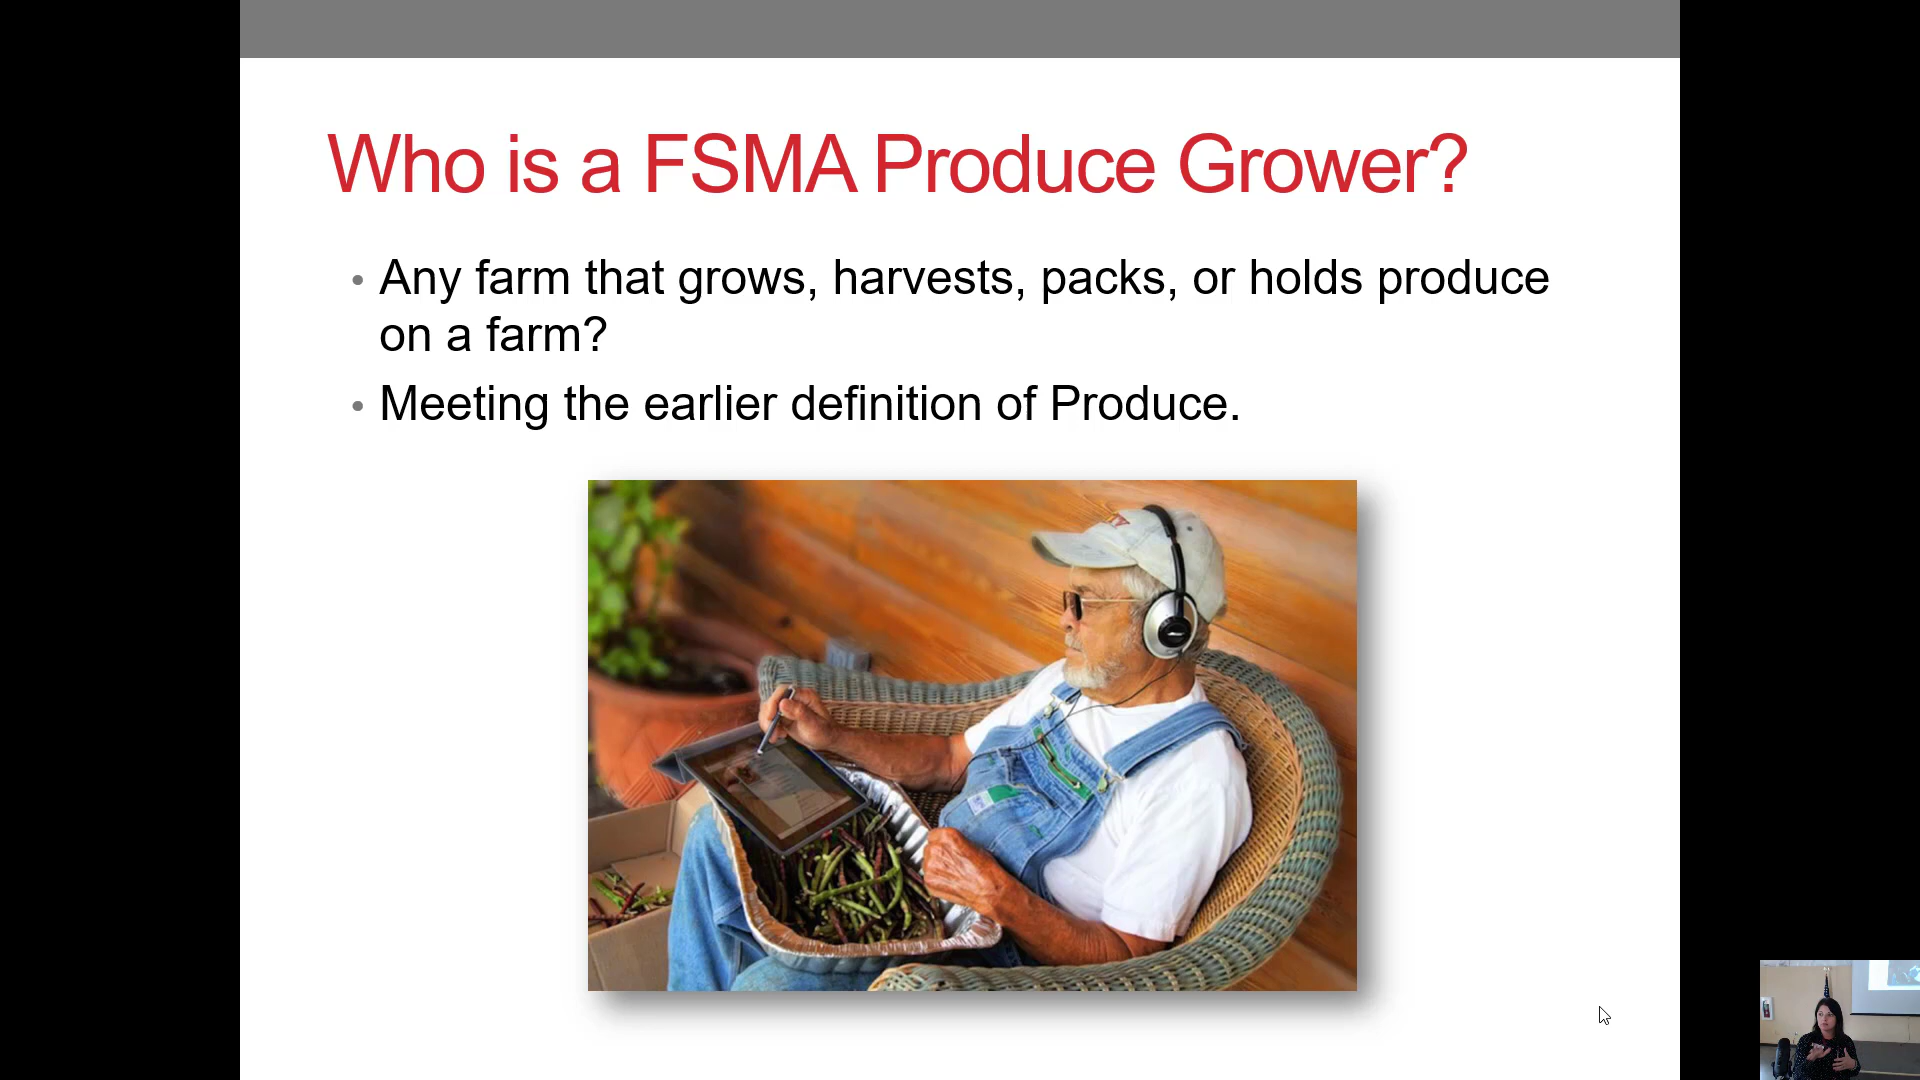 Who is a FSMA Produce Grower?
• Any farm that grows, harvests, packs, or holds produce
on a farm?
• Meeting the earlier definition of Produce.